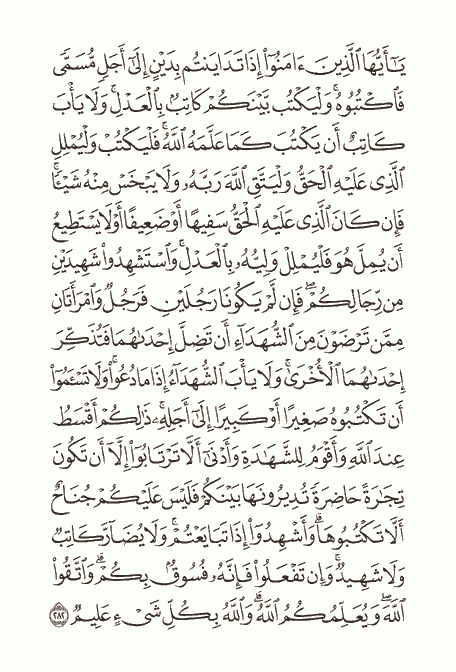 يَٰٓأَيُّهَا ٱلَّذِينَ ءَامَنُوٓا۟ إِذَا تَدَايَنتُم بِدَيْنٍ إِلَىٰٓ أَجَلٍ مُّسَمًّى
فَٱكْتُبُوهُ ۚ وَلْيَكْتُب بَّيْنَكُمْ كَاتِبٌۢ بِٱلْعَدْلِ ۚ وَلَا يَأْبَ
كَاتِبٌ أَن يَكْتُبَ كَمَا عَلَّمَهُ ٱللَّهُ ۚ فَلْيَكْتُبْ وَلْيُمْلِلِ
ٱلَّذِى عَلَيْهِ ٱلْحَقُّ وَلْيَتَّقِ ٱللَّهَ رَبَّهُۥ وَلَا يَبْخَسْ مِنْهُ شَيْـًٔا ۚ
فَإِن كَانَ ٱلَّذِى عَلَيْهِ ٱلْحَقُّ سَفِيهًا أَوْ ضَعِيفًا أَوْ لَا يَسْتَطِيعُ
أَن يُمِلَّ هُوَ فَلْيُمْلِلْ وَلِيُّهُۥ بِٱلْعَدْلِ ۚ وَٱسْتَشْهِدُوا۟ شَهِيدَيْنِ
مِن رِّجَالِكُمْ ۖ فَإِن لَّمْ يَكُونَا رَجُلَيْنِ فَرَجُلٌ وَٱمْرَأَتَانِ
مِمَّن تَرْضَوْنَ مِنَ ٱلشُّهَدَآءِ أَن تَضِلَّ إِحْدَىٰهُمَا فَتُذَكِّرَ
إِحْدَىٰهُمَا ٱلْأُخْرَىٰ ۚ وَلَا يَأْبَ ٱلشُّهَدَآءُ إِذَا مَا دُعُوا۟ ۚ وَلَا تَسْـَٔمُوٓا۟
أَن تَكْتُبُوهُ صَغِيرًا أَوْ كَبِيرًا إِلَىٰٓ أَجَلِهِۦ ۚ ذَٰلِكُمْ أَقْسَطُ
عِندَ ٱللَّهِ وَأَقْوَمُ لِلشَّهَٰدَةِ وَأَدْنَىٰٓ أَلَّا تَرْتَابُوٓا۟ ۖ إِلَّآ أَن تَكُونَ
تِجَٰرَةً حَاضِرَةً تُدِيرُونَهَا بَيْنَكُمْ فَلَيْسَ عَلَيْكُمْ جُنَاحٌ
أَلَّا تَكْتُبُوهَا ۗ وَأَشْهِدُوٓا۟ إِذَا تَبَايَعْتُمْ ۚ وَلَا يُضَآرَّ كَاتِبٌ
وَلَا شَهِيدٌ ۚ وَإِن تَفْعَلُوا۟ فَإِنَّهُۥ فُسُوقٌۢ بِكُمْ ۗ وَٱتَّقُوا۟
ٱللَّهَ ۖ وَيُعَلِّمُكُمُ ٱللَّهُ ۗ وَٱللَّهُ بِكُلِّ شَىْءٍ عَلِيمٌ ٢٨٢